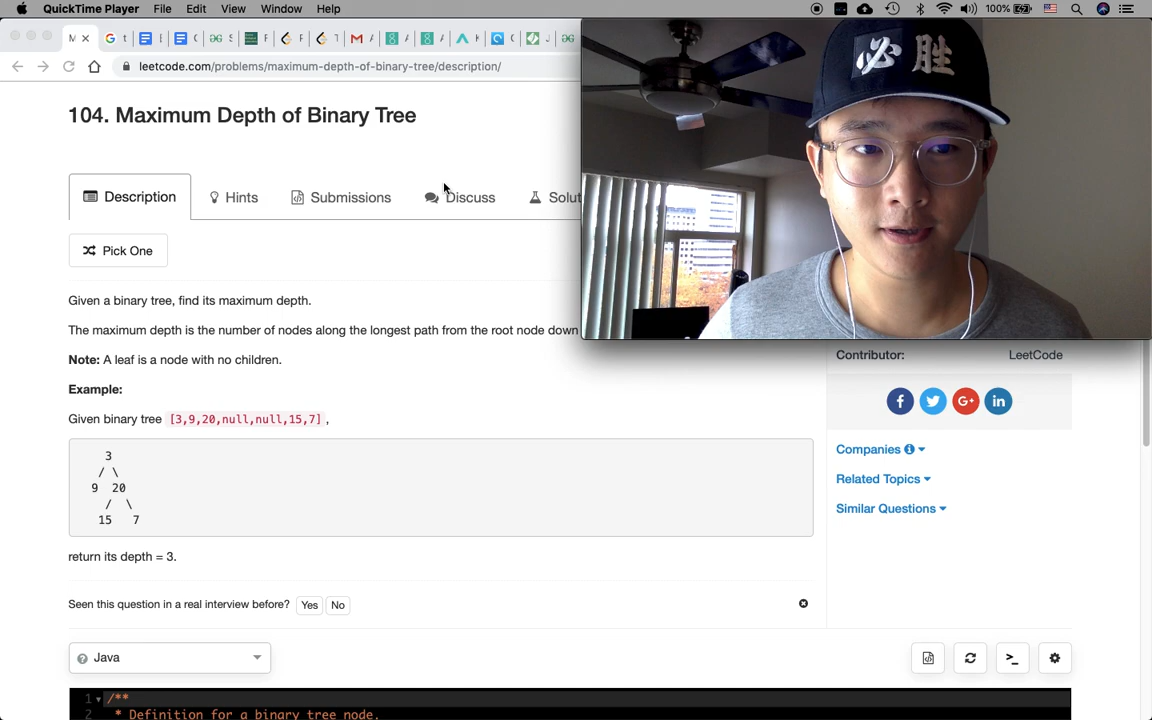 QuickTime Player File Edit View Window Help 100%
M
leetcode.com/problems/maximum-depth-of-binary-tree/description/
必勝
104. Maximum Depth of Binary Tree
Description Hints Submissions Discuss Solut
Pick One
Given a binary tree, find its maximum depth.
The maximum depth is the number of nodes along the longest path from the root node down
Note: A leaf is a node with no children.
Contributor: LeetCode
Example:
Given binary tree [3,9,20,null,null,15,7],
f G+ in
Companies
3
/ \
9 20
/ \
15 7
Related Topics
Similar Questions
return its depth = 3.
Seen this question in a real interview before? Yes No
Java >_
1 /**
2 * Definition for a binary tree node.